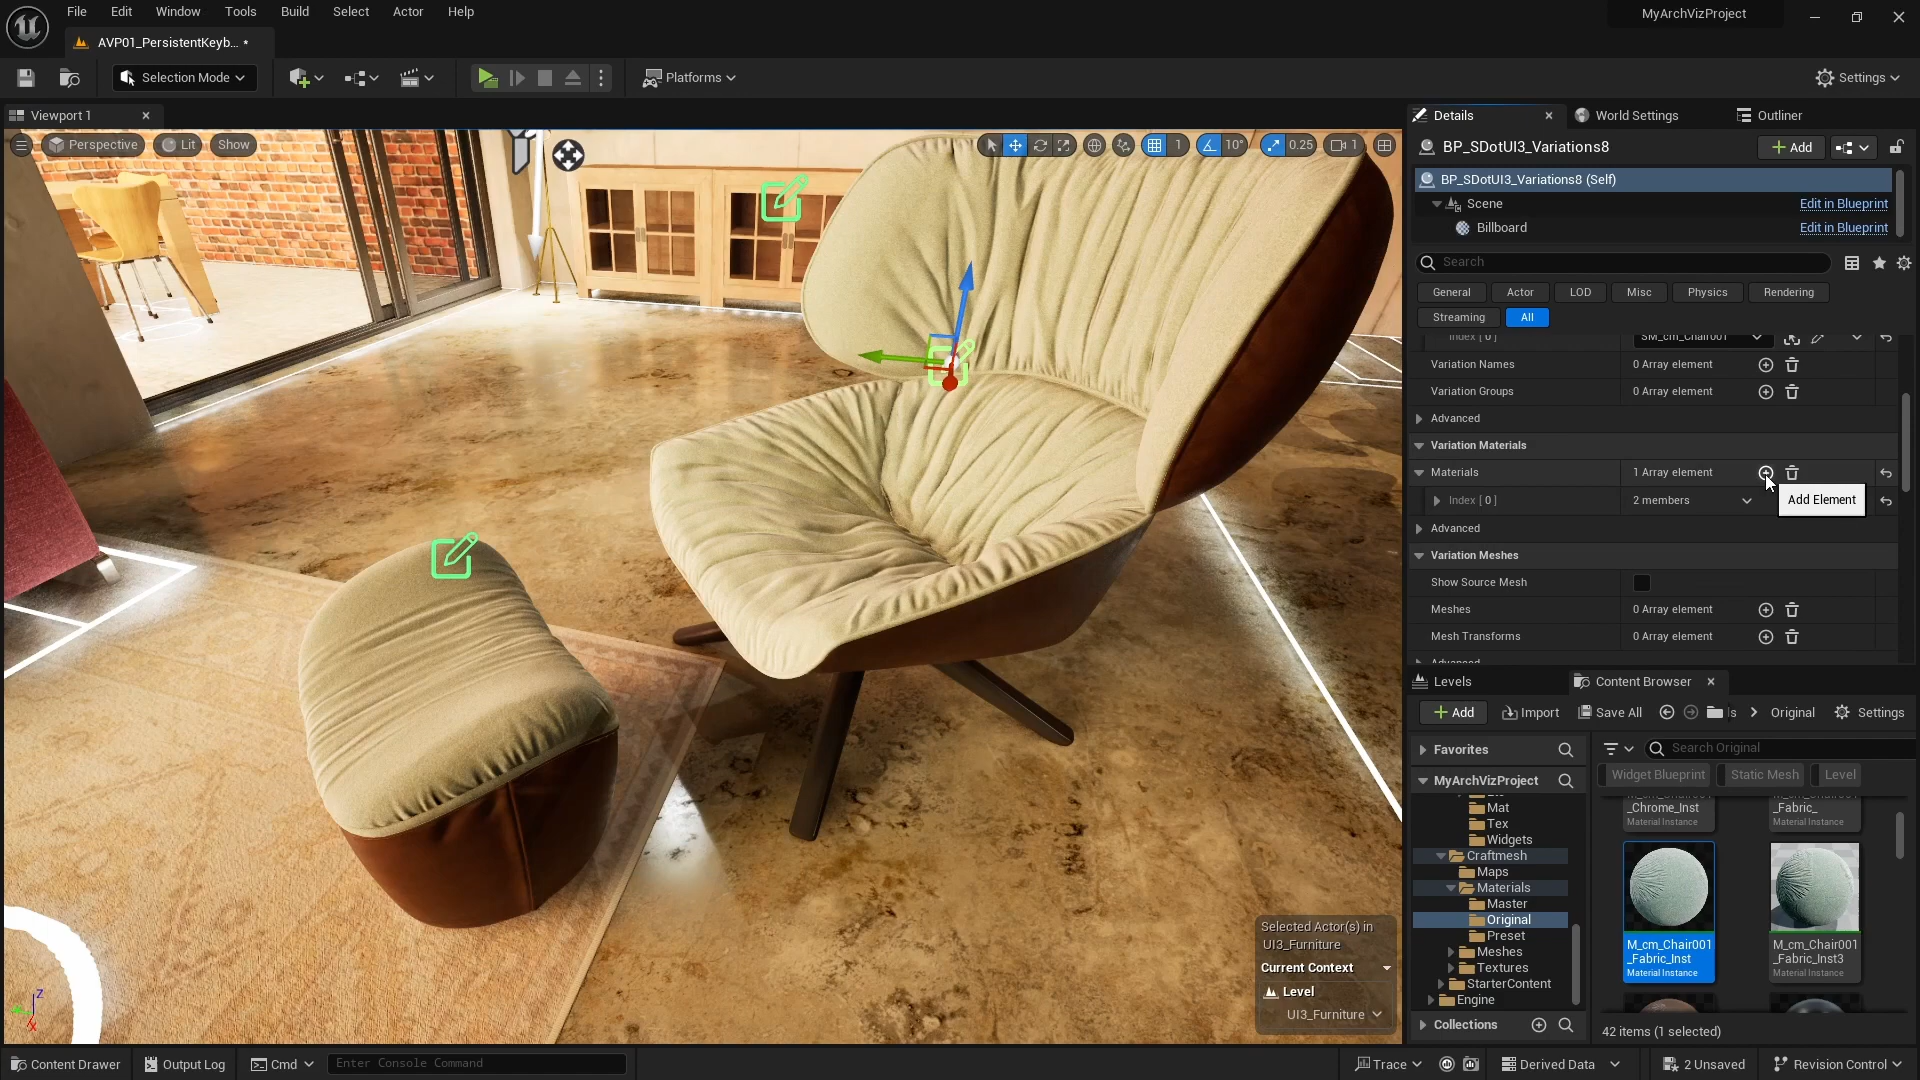 File Edit Window Tools Build Select Actor Help
MyArchVizProject
AVP01_PersistentKeyb... •
Selection Mode
Platforms
Settings
Viewport 1
Perspective Lit Show
1 10° 0.25 1
Details World Settings Outliner
BP_SDotUI3_Variations8
Add
BP_SDotUI3_Variations8 (Self)
Scene Edit in Blueprint
Billboard Edit in Blueprint
Search
General Actor LOD Misc Physics Rendering
Streaming All
Index [ 0 ] SM_cm_Chair001
Variation Names 0 Array element
Variation Groups 0 Array element
Advanced
Variation Materials
Materials 1 Array element
Index [ 0 ] 2 members
Add Element
Advanced
Variation Meshes
Show Source Mesh
Meshes 0 Array element
Mesh Transforms 0 Array element
Advanced
Levels Content Browser
Add Import Save All s Original Settings
Favorites
Search Original
Widget Blueprint Static Mesh Level
MyArchVizProject
Mat
Tex
Widgets
Craftmesh
Maps
Materials
Master
Original
Preset
Meshes
Textures
StarterContent
Engine
Collections
M_cm_Chair001
_Chrome_Inst
Material Instance
M_cm_Chair001
_Fabric_
Material Instance
M_cm_Chair001
_Fabric_Inst
Material Instance
M_cm_Chair001
_Fabric_Inst3
Material Instance
42 items (1 selected)
Selected Actor(s) in
UI3_Furniture
Current Context
Level
UI3_Furniture
Z
X
Content Drawer Output Log Cmd Enter Console Command
Trace Derived Data 2 Unsaved Revision Control